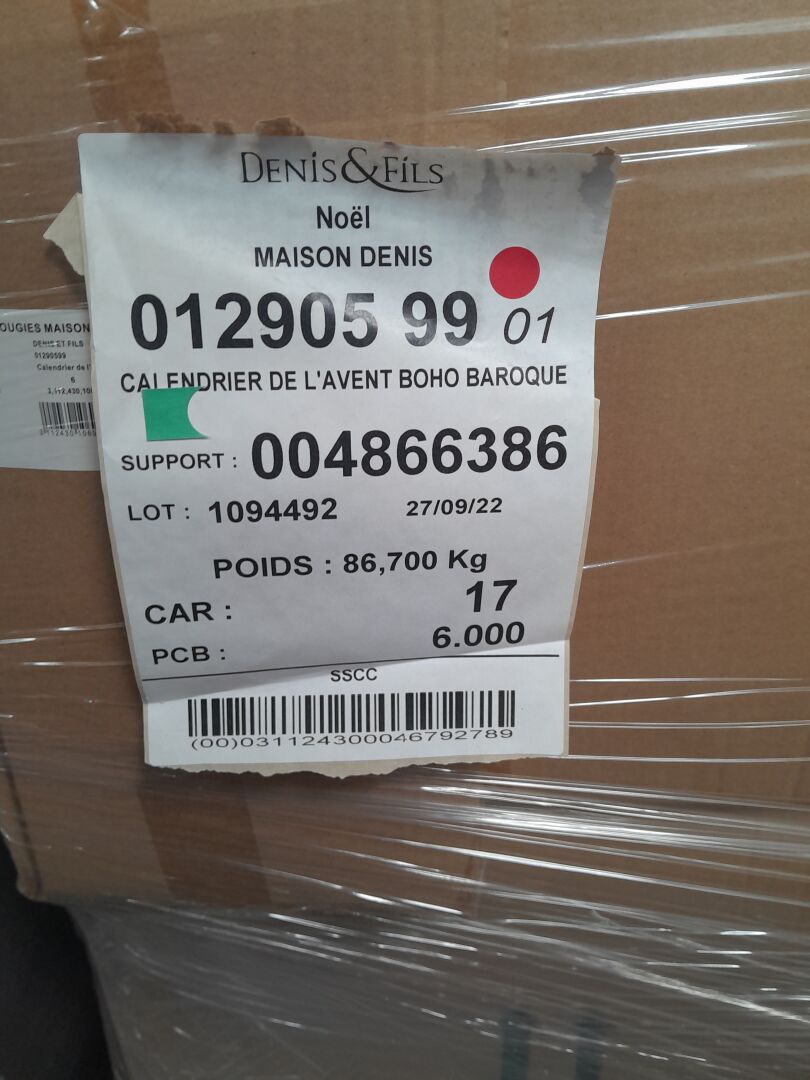 DENIS & FILS
Noël
MAISON DENIS
012905 99 01
CALENDRIER DE L'AVENT BOHO BAROQUE
SUPPORT : 004866386
LOT : 1094492 27/09/22
POIDS : 86,700 Kg
CAR : 17
PCB : 6.000
SSCC
(00)031124300046792789
OUGIES MAISON
DENIS ET FILS
01290599
Calendrier de l'
6